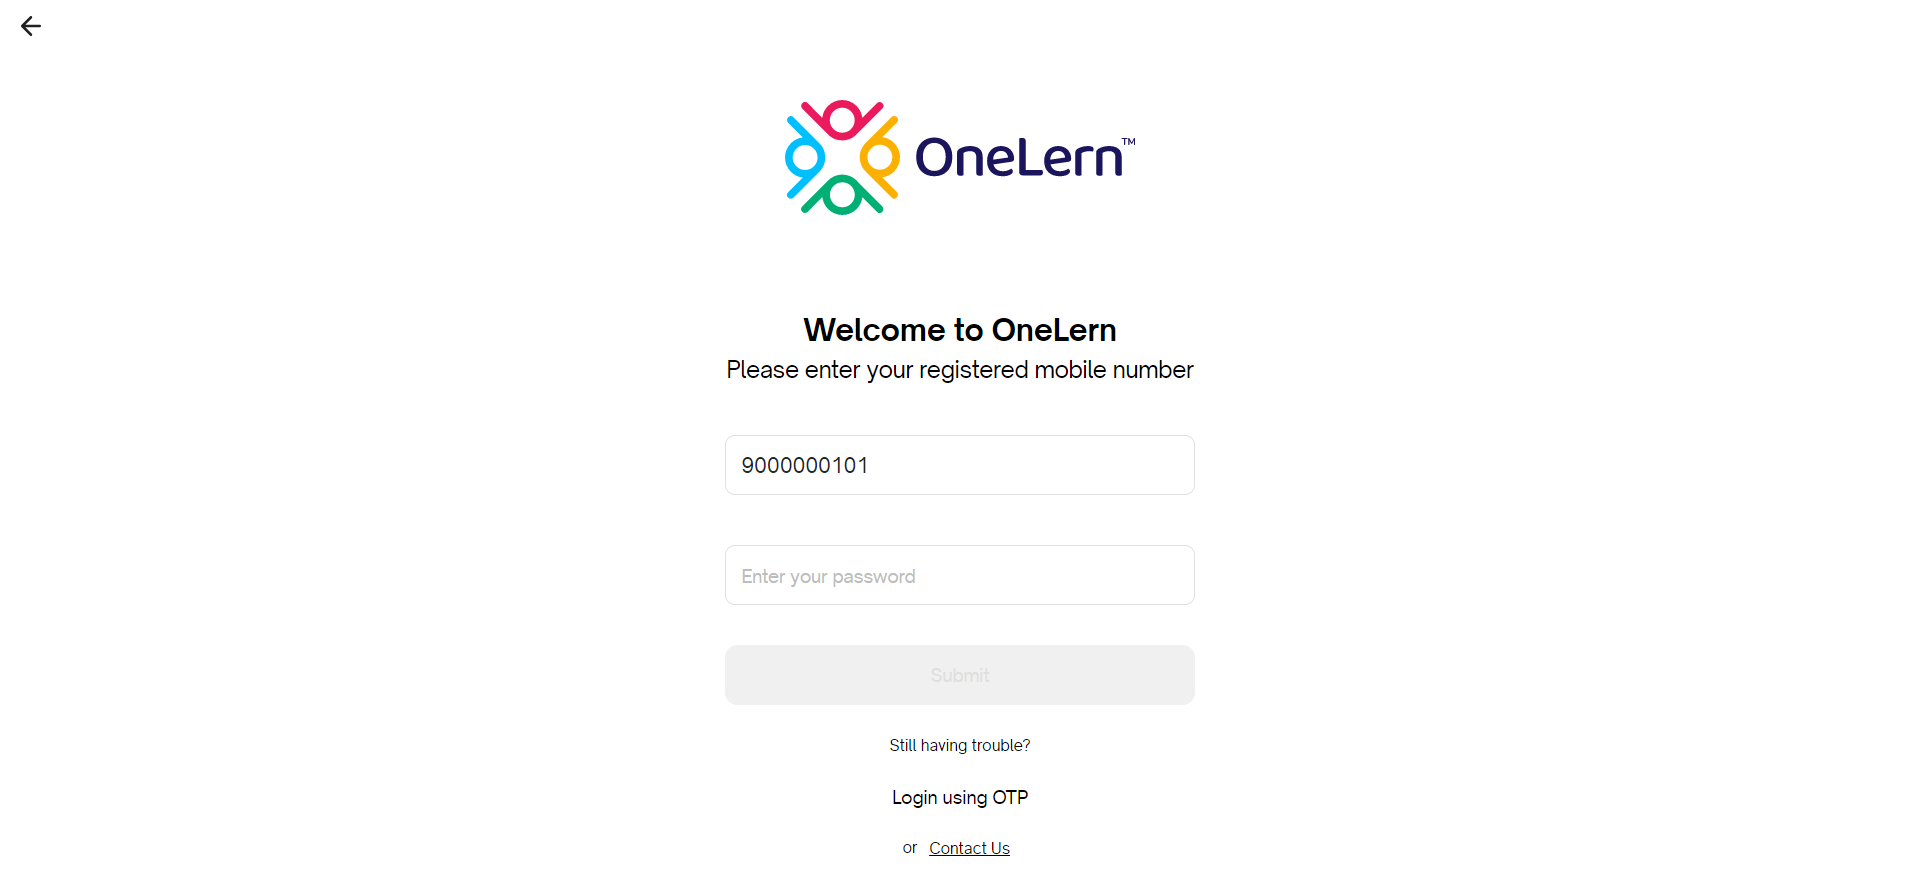 OneLern™
Welcome to OneLern
Please enter your registered mobile number
9000000101
Enter your password
Submit
Still having trouble?
Login using OTP
or Contact Us